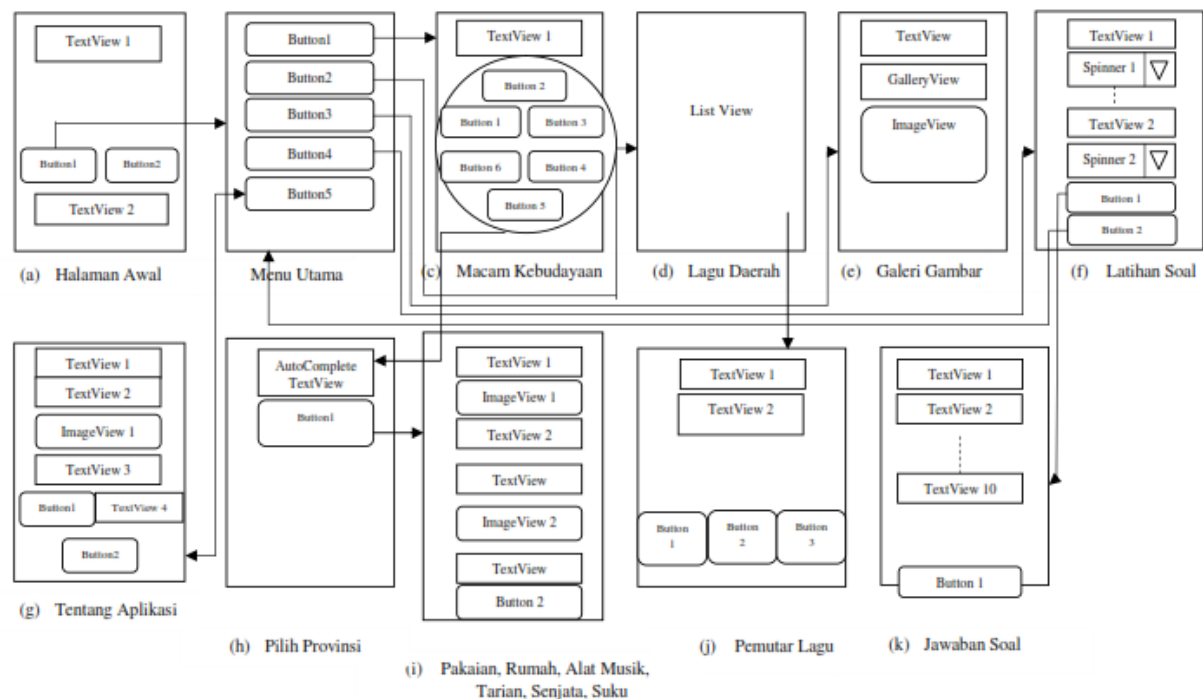 TextView 1
Button1
Button2
TextView 2
(a) Halaman Awal
Button1
Button2
Button3
Button4
Button5
Menu Utama
TextView 1
Button 2
Button 1
Button 3
Button 6
Button 4
Button 5
(c) Macam Kebudayaan
List View
(d) Lagu Daerah
TextView
GalleryView
ImageView
(e) Galeri Gambar
TextView 1
Spinner 1
TextView 2
Spinner 2
Button 1
Button 2
(f) Latihan Soal
TextView 1
TextView 2
ImageView 1
TextView 3
Button1
TextView 4
Button2
(g) Tentang Aplikasi
AutoComplete
TextView
Button1
(h) Pilih Provinsi
TextView 1
ImageView 1
TextView 2
TextView
ImageView 2
TextView
Button 2
(i) Pakaian, Rumah, Alat Musik,
Tarian, Senjata, Suku
TextView 1
TextView 2
Button
1
Button
2
Button
3
(j) Pemutar Lagu
TextView 1
TextView 2
TextView 10
Button 1
(k) Jawaban Soal